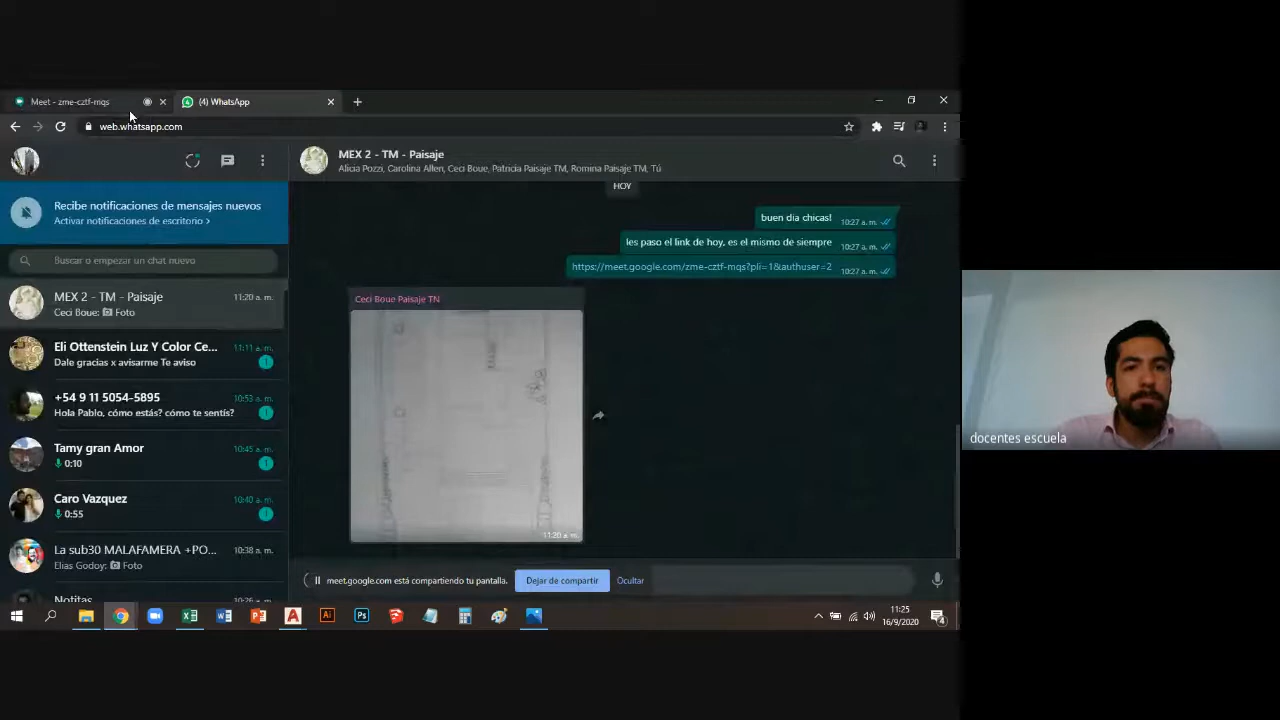 Meet - zme-cztf-mqs
(4) WhatsApp
web.whatsapp.com
MEX 2 - TM - Paisaje
Alicia Pozzi, Carolina Allen, Ceci Boue, Patricia Paisaje TM, Romina Paisaje TM, Tú
Recibe notificaciones de mensajes nuevos
Activar notificaciones de escritorio >
Buscar o empezar un chat nuevo
MEX 2 - TM - Paisaje 11:20 a. m.
Ceci Boue: Foto
Eli Ottenstein Luz Y Color Ce... 11:11 a. m.
Dale gracias x avisarme Te aviso 1
+54 9 11 5054-5895 10:53 a. m.
Hola Pablo, cómo estás? cómo te sentís? 1
Tamy gran Amor 10:45 a. m.
0:10 1
Caro Vazquez 10:40 a. m.
0:55 1
La sub30 MALAFAMERA +PO... 10:38 a. m.
Elias Godoy: Foto
Notitas 10:26 a. m.
HOY
buen dia chicas! 10:27 a. m.
les paso el link de hoy, es el mismo de siempre 10:27 a. m.
https://meet.google.com/zme-cztf-mqs?pli=1&authuser=2 10:27 a. m.
Ceci Boue Paisaje TN
11:20 a. m.
meet.google.com está compartiendo tu pantalla. Dejar de compartir Ocultar
11:25
16/9/2020
4
docentes escuela